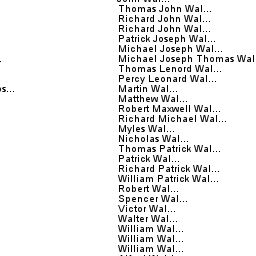 Thomas John Wal...
Richard John Wal...
Richard John Wal...
Patrick Joseph Wal...
Michael Joseph Wal...
Michael Joseph Thomas Wal
Thomas Lenord Wal...
Percy Leonard Wal...
Martin Wal...
Matthew Wal...
Robert Maxwell Wal...
Richard Michael Wal...
Myles Wal...
Nicholas Wal...
Thomas Patrick Wal...
Patrick Wal...
Richard Patrick Wal...
William Patrick Wal...
Robert Wal...
Spencer Wal...
Victor Wal...
Walter Wal...
William Wal...
William Wal...
William Wal...